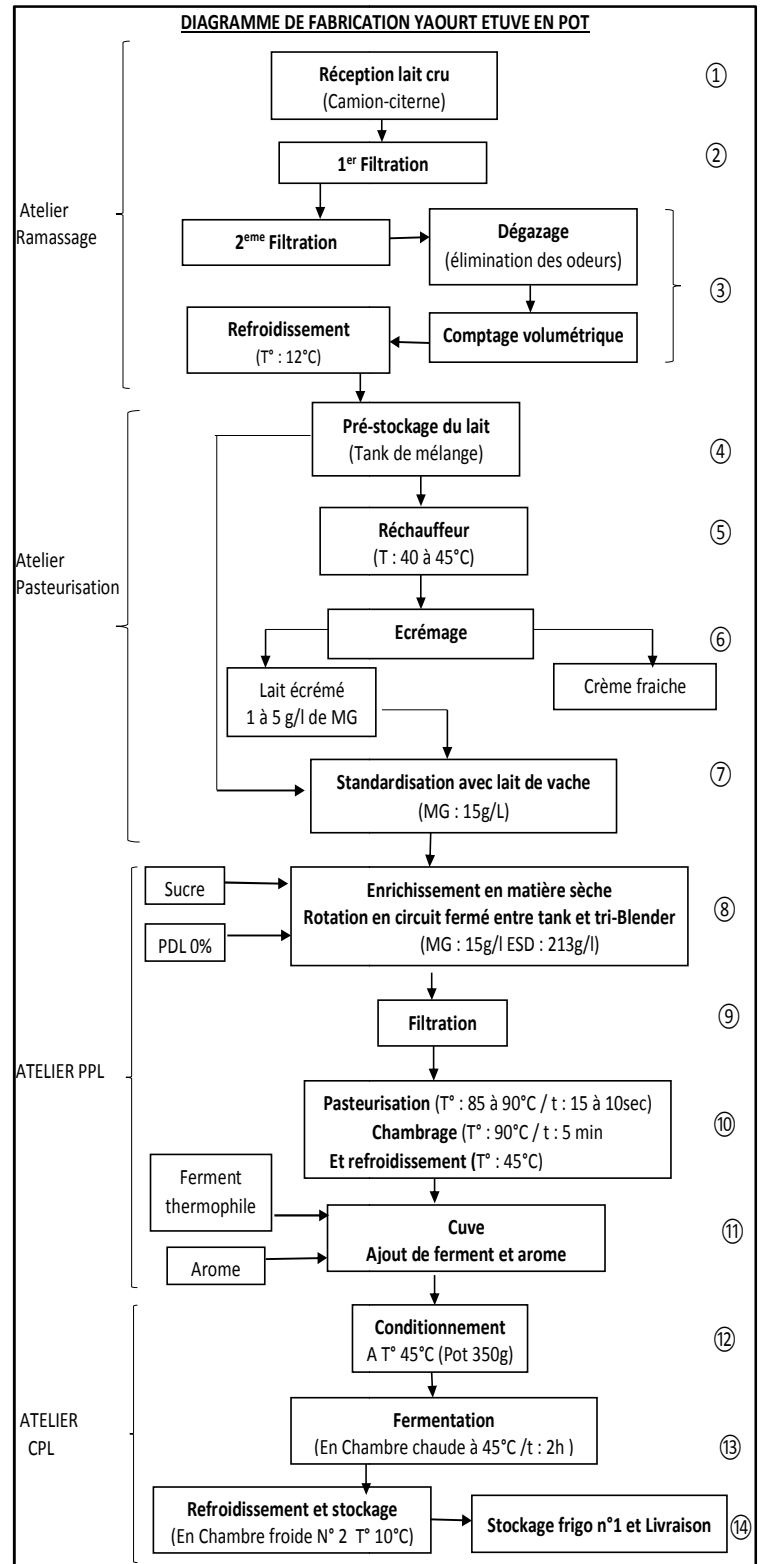 DIAGRAMME DE FABRICATION YAOURT ETUVE EN POT
Réception lait cru
(Camion-citerne)
①
1er Filtration
②
Atelier
Ramassage
2eme Filtration
Dégazage
(élimination des odeurs)
③
Refroidissement
(T° : 12°C)
Comptage volumétrique
Pré-stockage du lait
(Tank de mélange)
④
Réchauffeur
(T : 40 à 45°C)
⑤
Atelier
Pasteurisation
Ecrémage
⑥
Lait écrémé
1 à 5 g/l de MG
Crème fraiche
Standardisation avec lait de vache
(MG : 15g/L)
⑦
Sucre
PDL 0%
Enrichissement en matière sèche
Rotation en circuit fermé entre tank et tri-Blender
(MG : 15g/l ESD : 213g/l)
⑧
Filtration
⑨
ATELIER PPL
Pasteurisation (T° : 85 à 90°C / t : 15 à 10sec)
Chambrage (T° : 90°C / t : 5 min
Et refroidissement (T° : 45°C)
⑩
Ferment
thermophile
Arome
Cuve
Ajout de ferment et arome
⑪
Conditionnement
A T° 45°C (Pot 350g)
⑫
ATELIER
CPL
Fermentation
(En Chambre chaude à 45°C /t : 2h )
⑬
Refroidissement et stockage
(En Chambre froide N° 2 T° 10°C)
Stockage frigo n°1 et Livraison
⑭